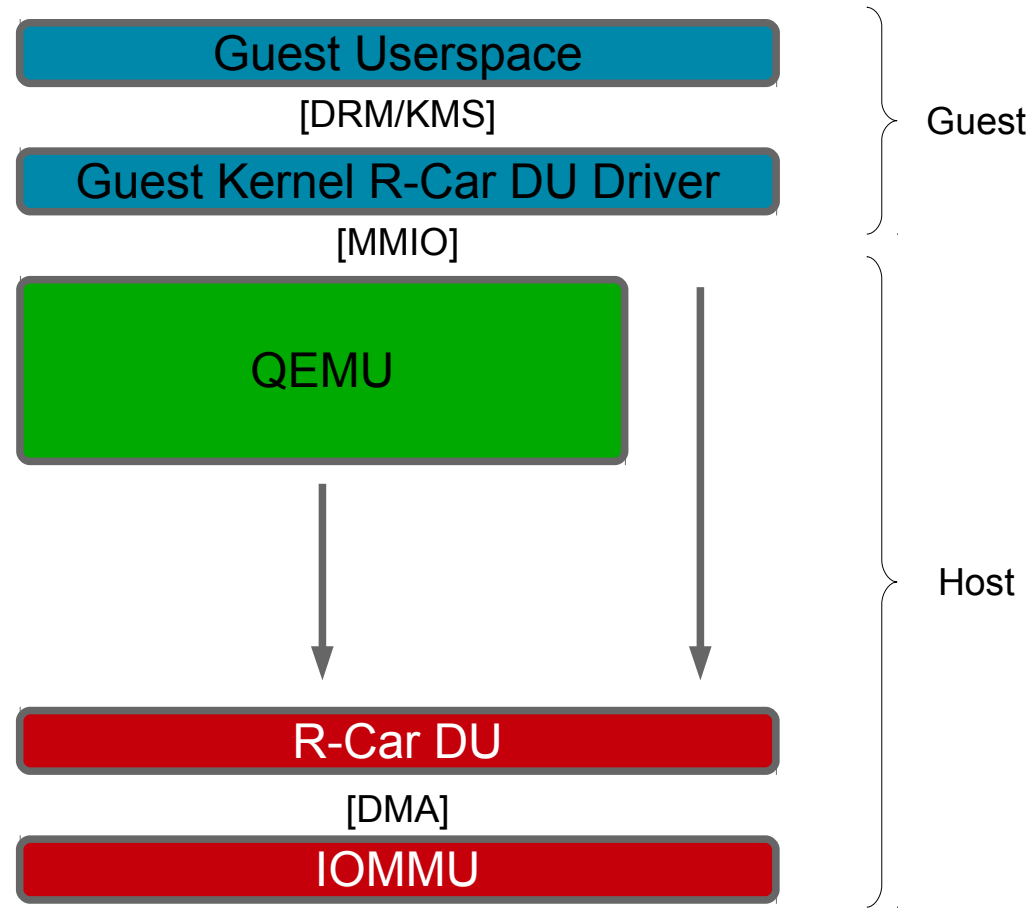 Guest Userspace
[DRM/KMS]
Guest
Guest Kernel R-Car DU Driver
[MMIO]
QEMU
Host
R-Car DU
[DMA]
IOMMU